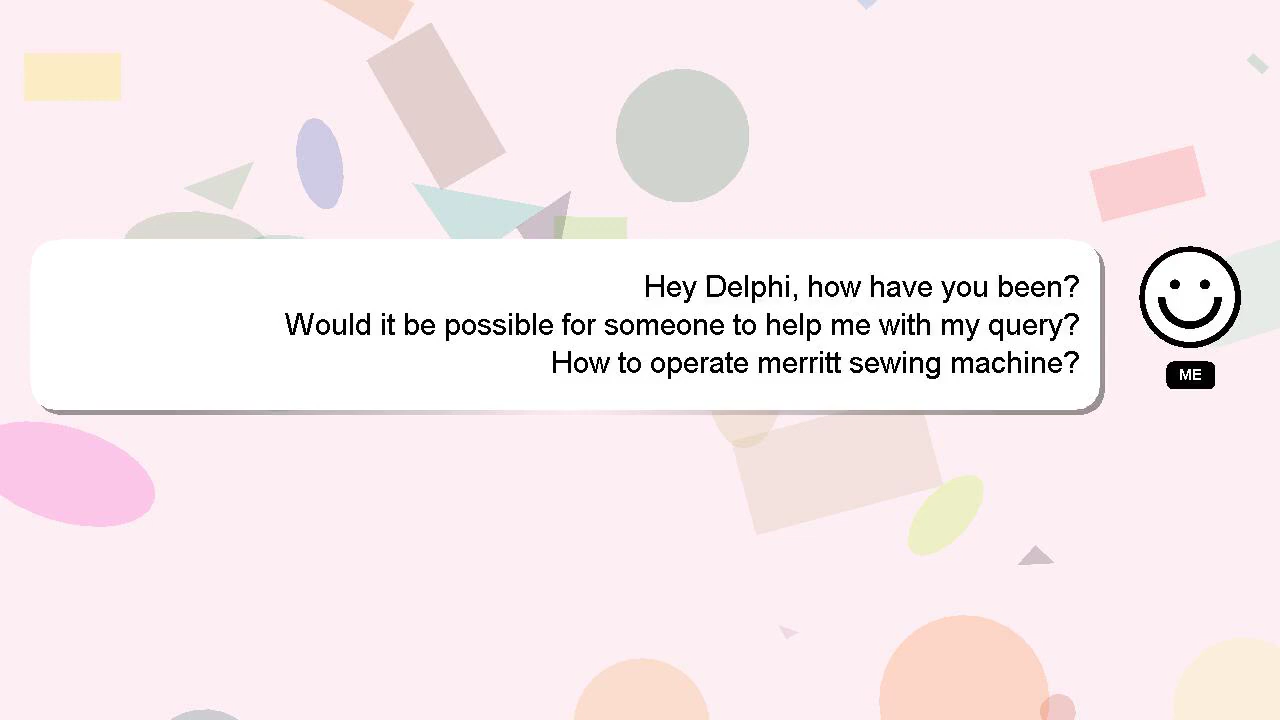 Hey Delphi, how have you been?
Would it be possible for someone to help me with my query?
How to operate merritt sewing machine?
ME